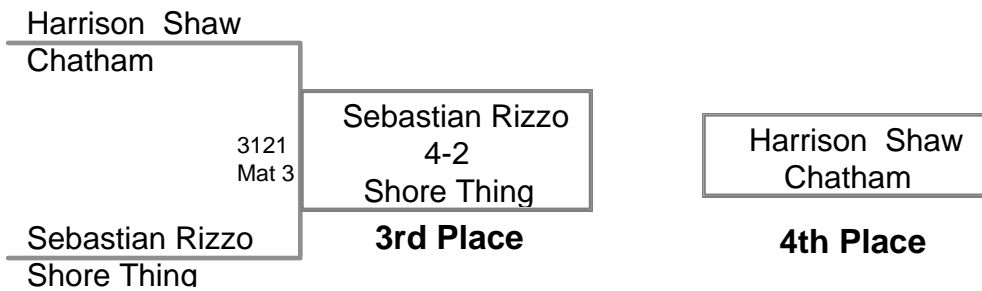 Harrison Shaw
Chatham
3121
Mat 3
Sebastian Rizzo
Shore Thing
Sebastian Rizzo
4-2
Shore Thing
3rd Place
Harrison Shaw
Chatham
4th Place